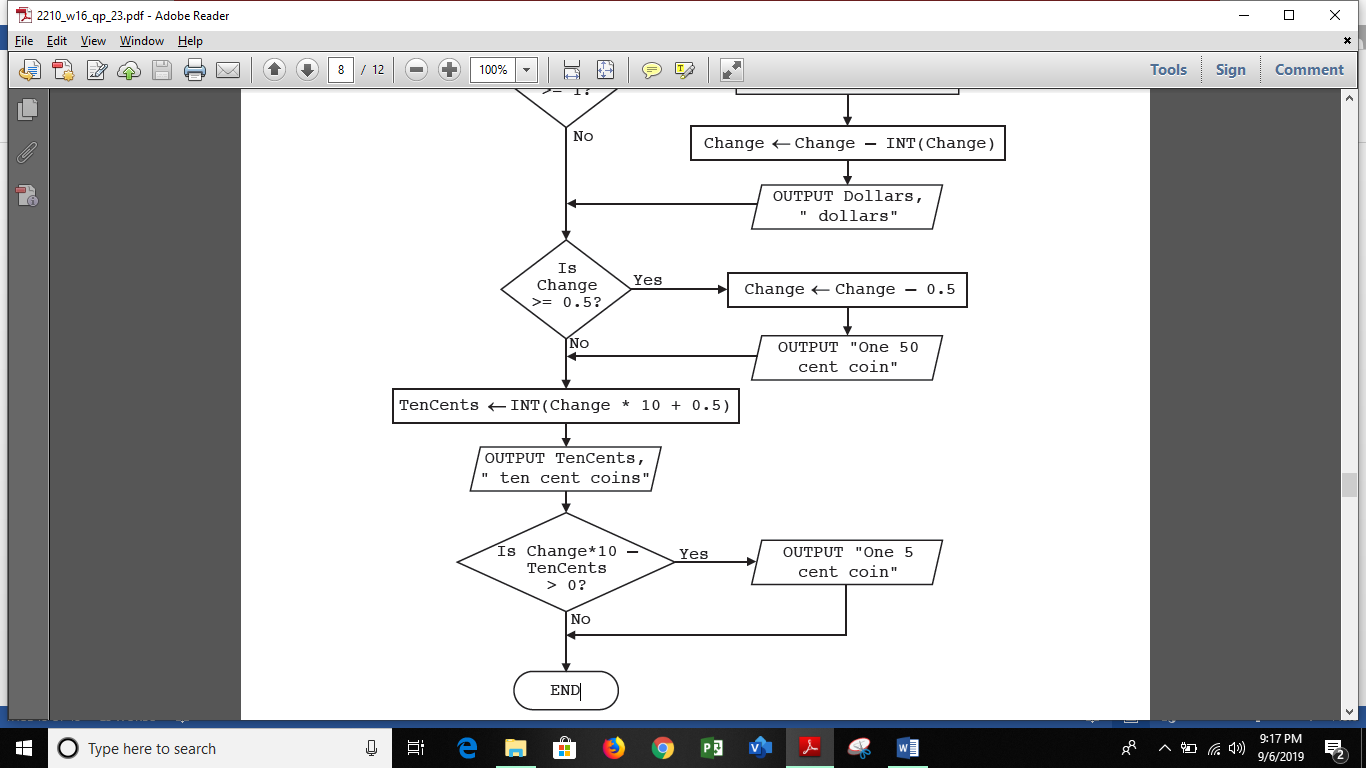 2210_w16_qp_23.pdf - Adobe Reader
File Edit View Window Help
8 / 12 100% Tools Sign Comment
>= 1?
No
Change ← Change − INT(Change)
OUTPUT Dollars,
" dollars"
Is
Change
>= 0.5?
Yes
Change ← Change − 0.5
No
OUTPUT "One 50
cent coin"
TenCents ← INT(Change * 10 + 0.5)
OUTPUT TenCents,
" ten cent coins"
Is Change*10 −
TenCents
> 0?
Yes
OUTPUT "One 5
cent coin"
No
END
Type here to search
9:17 PM
9/6/2019
2